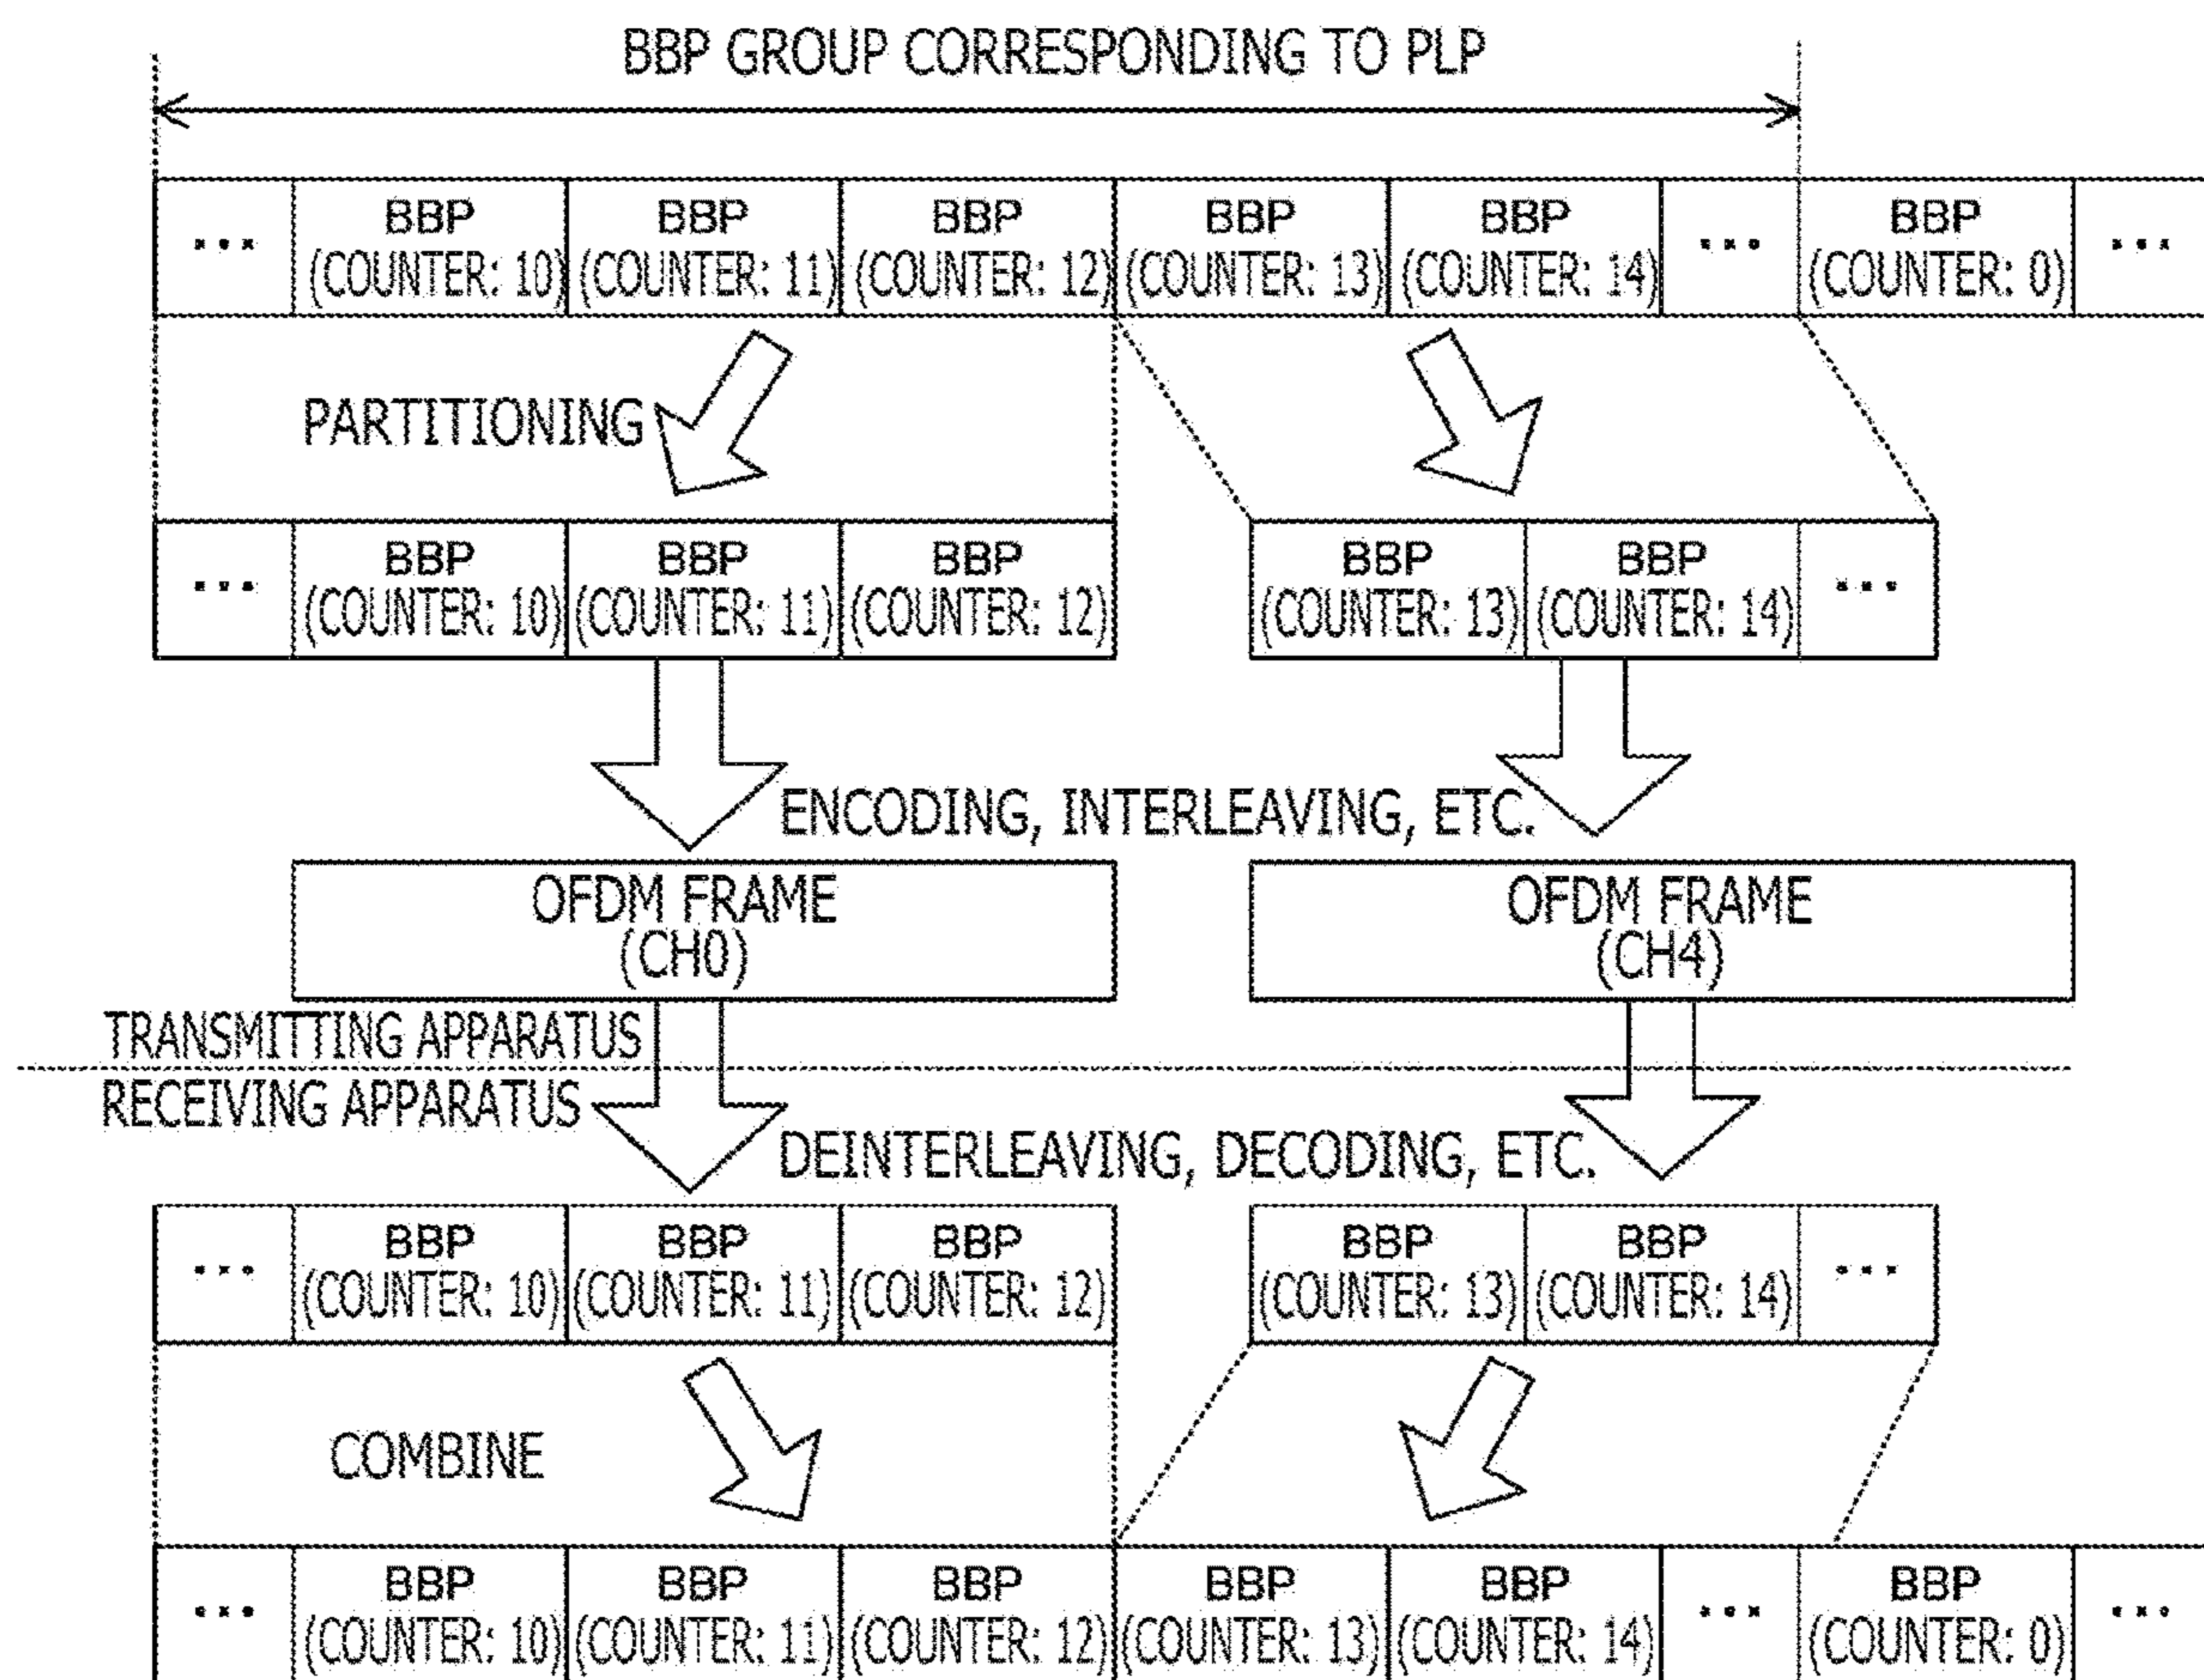 BBP GROUP CORRESPONDING TO PLP
... BBP BBP BBP BBP BBP ... BBP ...
(COUNTER: 10) (COUNTER: 11) (COUNTER: 12) (COUNTER: 13) (COUNTER: 14) (COUNTER: 0)
PARTITIONING
... BBP BBP BBP BBP BBP ...
(COUNTER: 10) (COUNTER: 11) (COUNTER: 12) (COUNTER: 13) (COUNTER: 14)
ENCODING, INTERLEAVING, ETC.
OFDM FRAME OFDM FRAME
(CH0) (CH4)
TRANSMITTING APPARATUS
RECEIVING APPARATUS
DEINTERLEAVING, DECODING, ETC.
... BBP BBP BBP BBP BBP ...
(COUNTER: 10) (COUNTER: 11) (COUNTER: 12) (COUNTER: 13) (COUNTER: 14)
COMBINE
... BBP BBP BBP BBP BBP ... BBP ...
(COUNTER: 10) (COUNTER: 11) (COUNTER: 12) (COUNTER: 13) (COUNTER: 14) (COUNTER: 0)